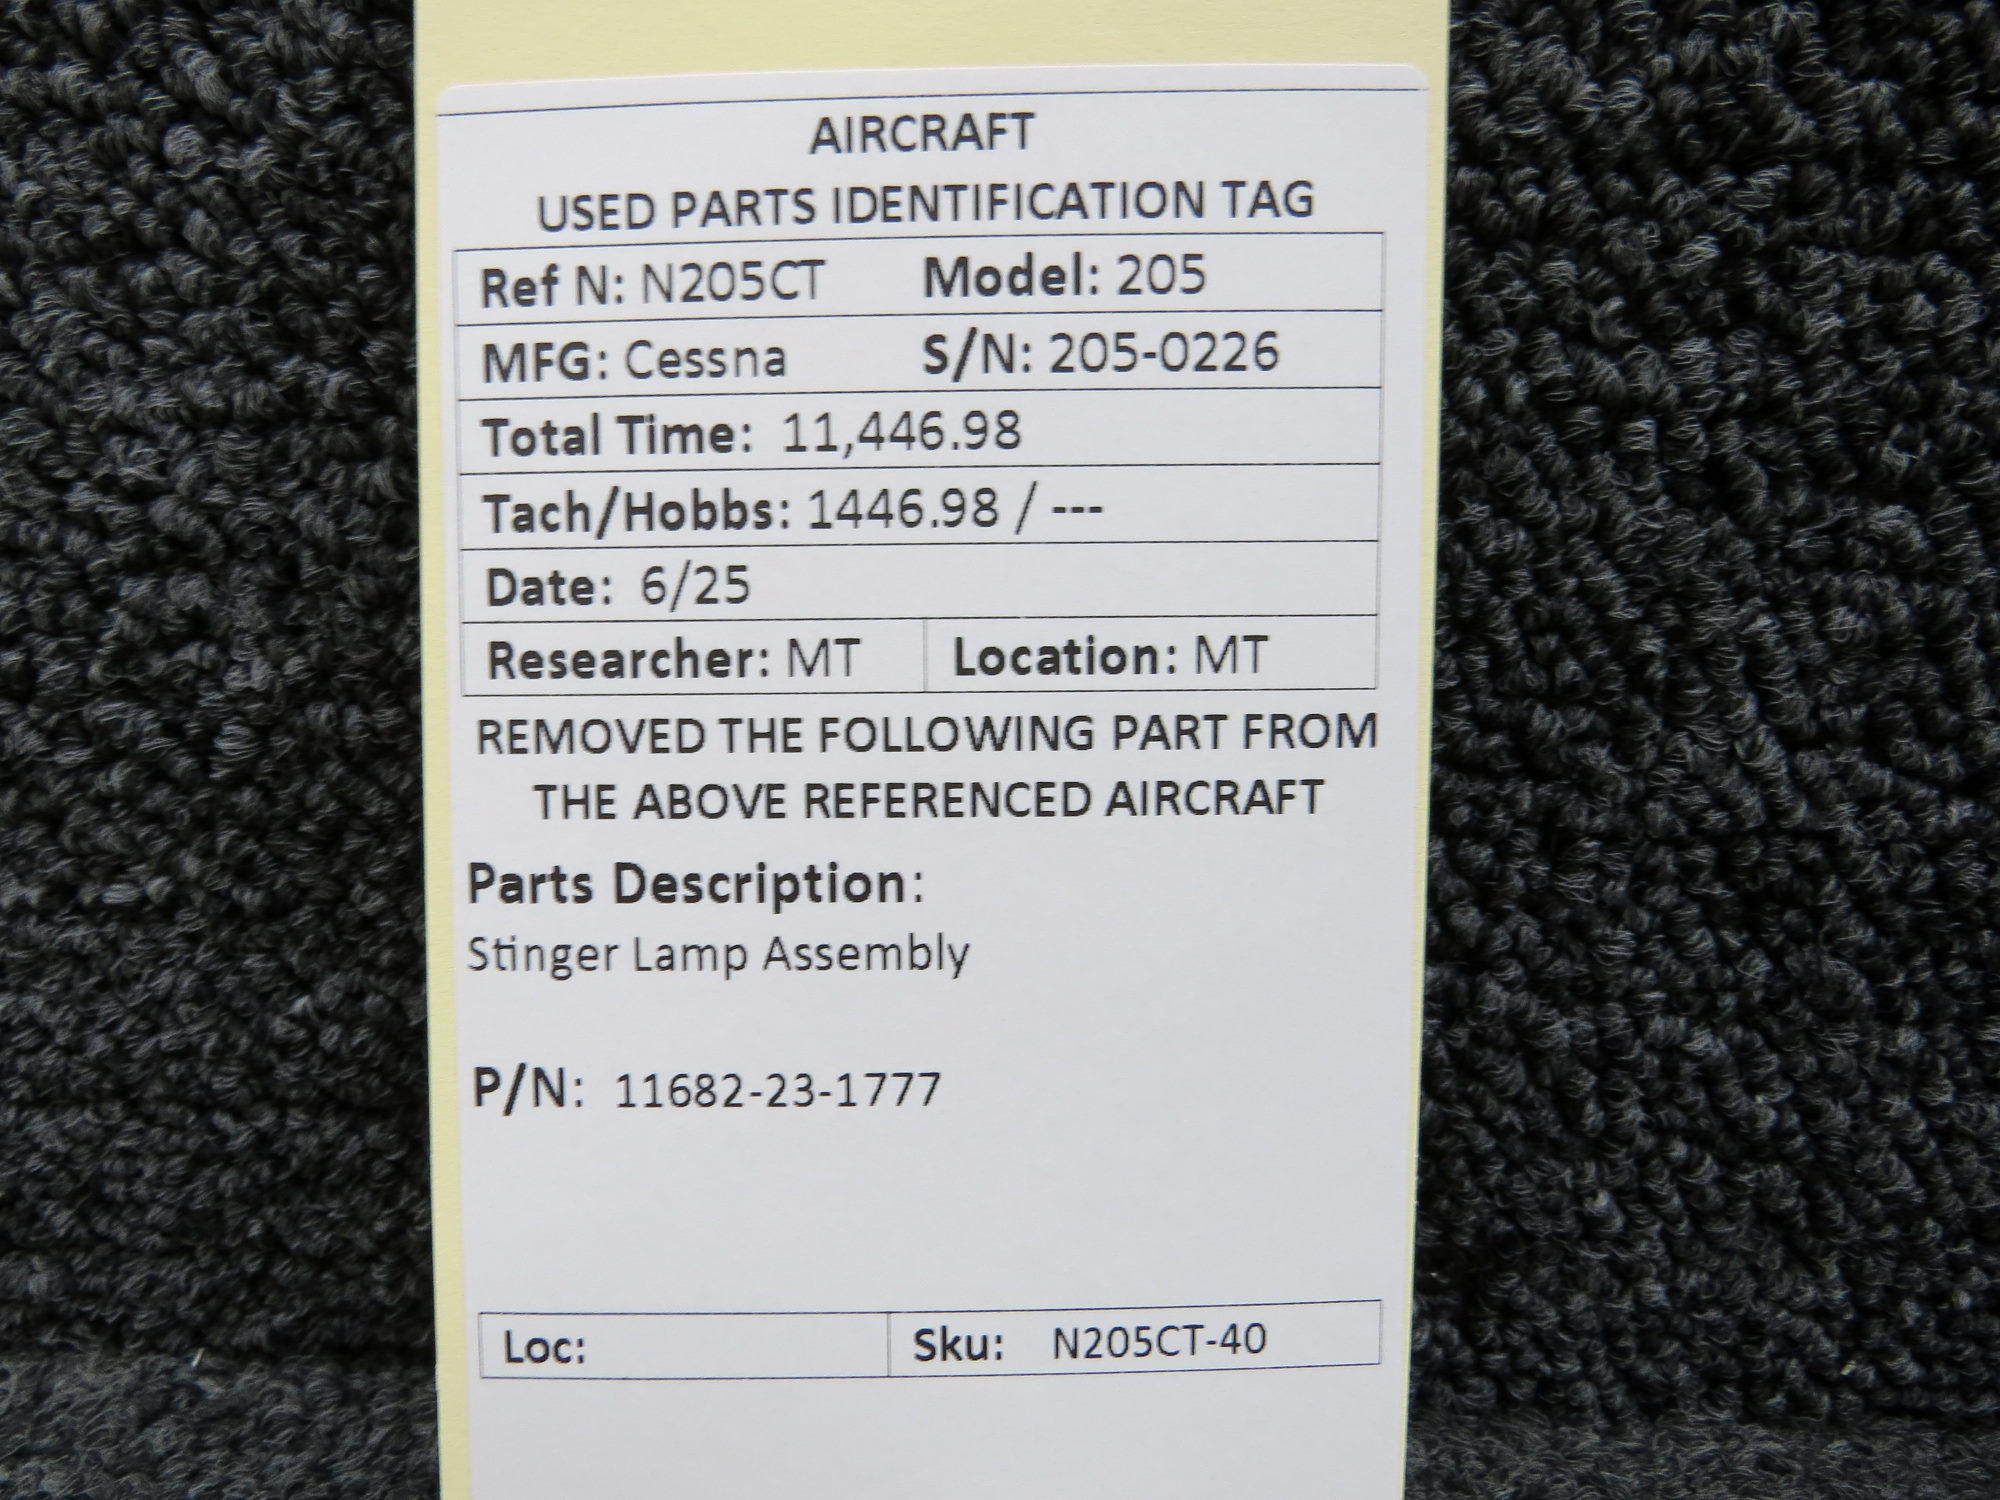 AIRCRAFT
USED PARTS IDENTIFICATION TAG
Ref N: N205CT Model: 205
MFG: Cessna S/N: 205-0226
Total Time: 11,446.98
Tach/Hobbs: 1446.98 / ---
Date: 6/25
Researcher: MT Location: MT
REMOVED THE FOLLOWING PART FROM
THE ABOVE REFERENCED AIRCRAFT
Parts Description:
Stinger Lamp Assembly
P/N: 11682-23-1777
Loc: Sku: N205CT-40